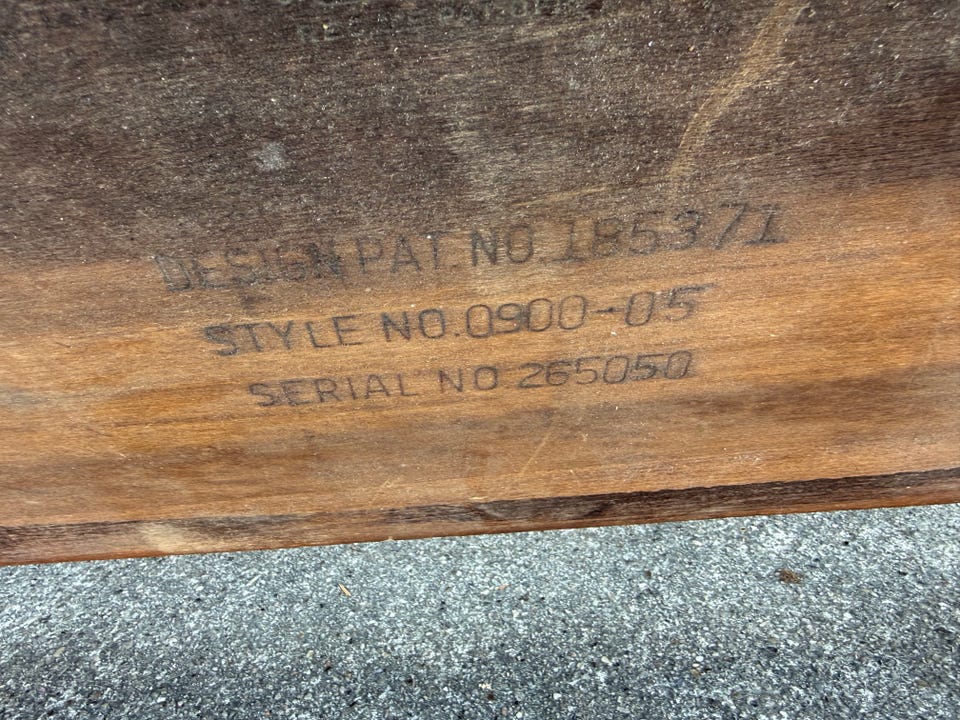 DESIGN PAT. NO. 185371
STYLE NO. 0900-05
SERIAL NO 265050